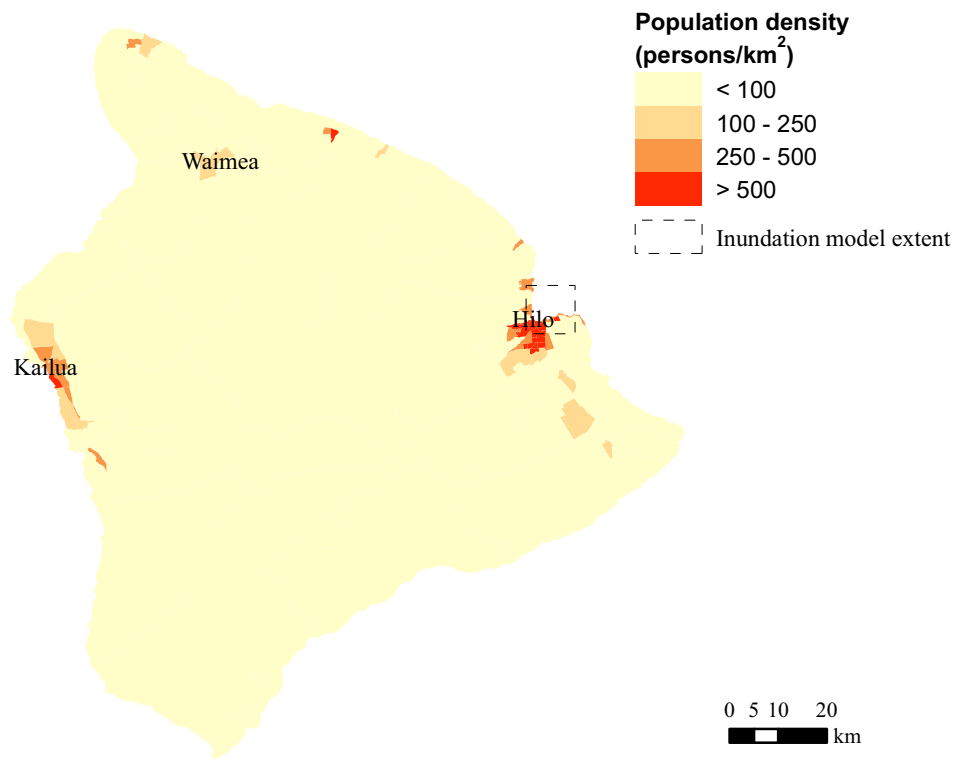 Population density
(persons/km²)
< 100
100 - 250
250 - 500
> 500
Inundation model extent
Waimea
Hilo
Kailua
0 5 10 20
km